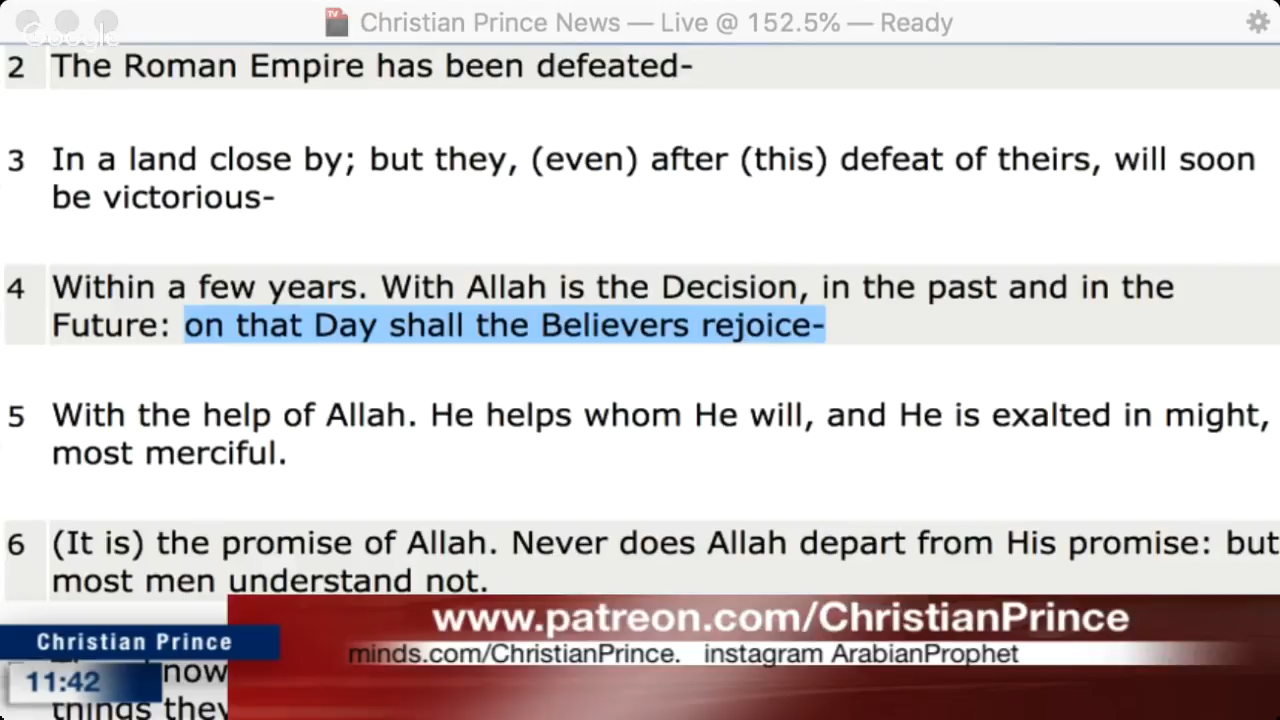 Christian Prince News — Live @ 152.5% — Ready
Google
2 The Roman Empire has been defeated-
3 In a land close by; but they, (even) after (this) defeat of theirs, will soon
be victorious-
4 Within a few years. With Allah is the Decision, in the past and in the
Future: on that Day shall the Believers rejoice-
5 With the help of Allah. He helps whom He will, and He is exalted in might,
most merciful.
6 (It is) the promise of Allah. Never does Allah depart from His promise: but
most men understand not.
www.patreon.com/ChristianPrince
Christian Prince
minds.com/ChristianPrince. instagram ArabianProphet
11:42
things they